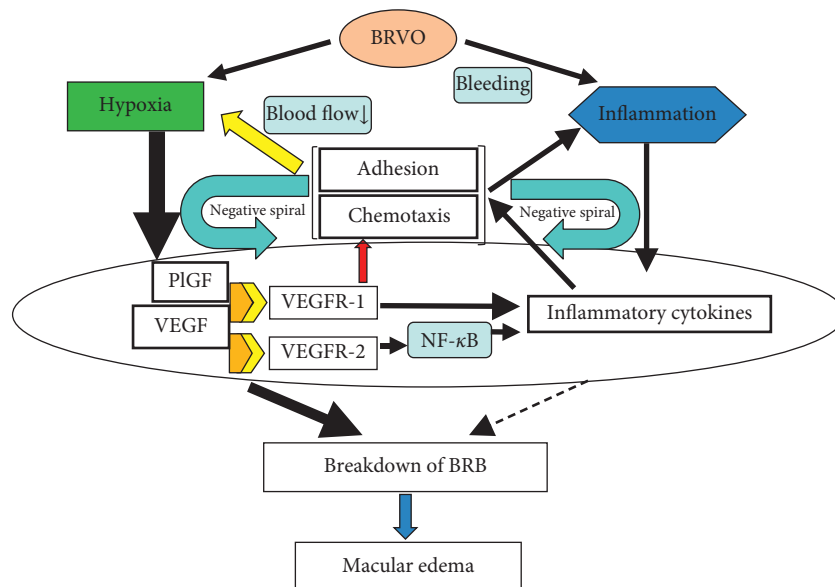 BRVO
Bleeding
Hypoxia
Blood flow↓
Inflammation
Adhesion
Chemotaxis
Negative spiral
Negative spiral
PlGF
VEGF
VEGFR-1
VEGFR-2
NF-κB
Inflammatory cytokines
Breakdown of BRB
Macular edema